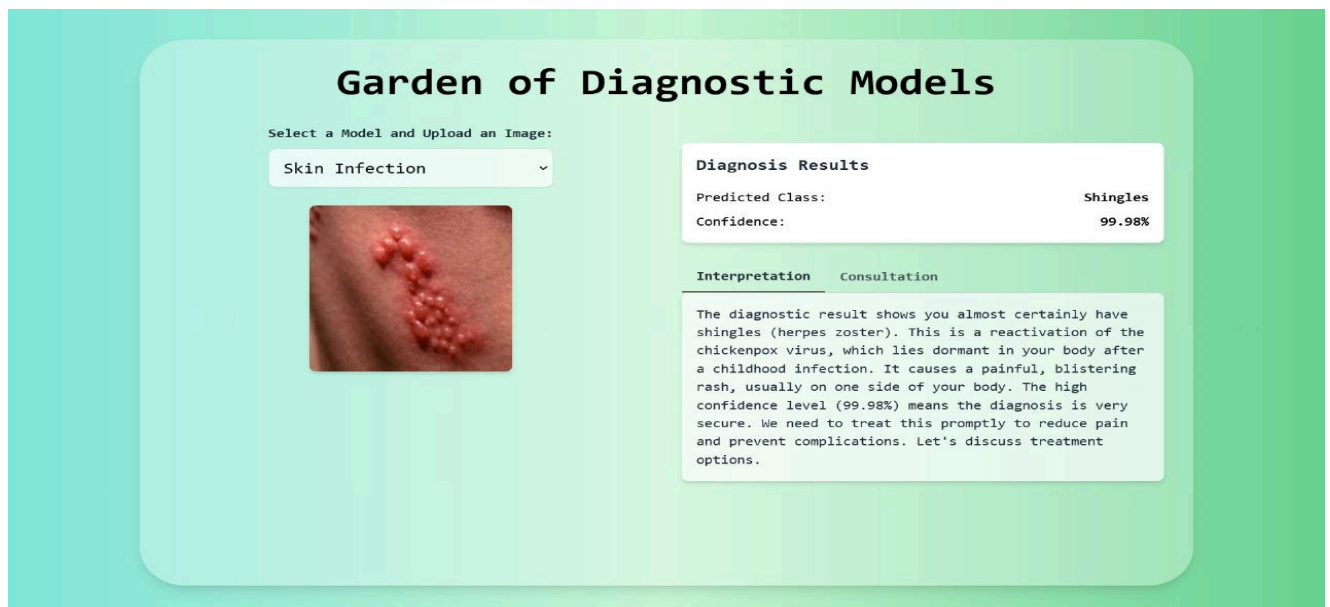 Garden of Diagnostic Models
Select a Model and Upload an Image:
Skin Infection
Diagnosis Results
Predicted Class: Shingles
Confidence: 99.98%
Interpretation Consultation
The diagnostic result shows you almost certainly have
shingles (herpes zoster). This is a reactivation of the
chickenpox virus, which lies dormant in your body after
a childhood infection. It causes a painful, blistering
rash, usually on one side of your body. The high
confidence level (99.98%) means the diagnosis is very
secure. We need to treat this promptly to reduce pain
and prevent complications. Let's discuss treatment
options.